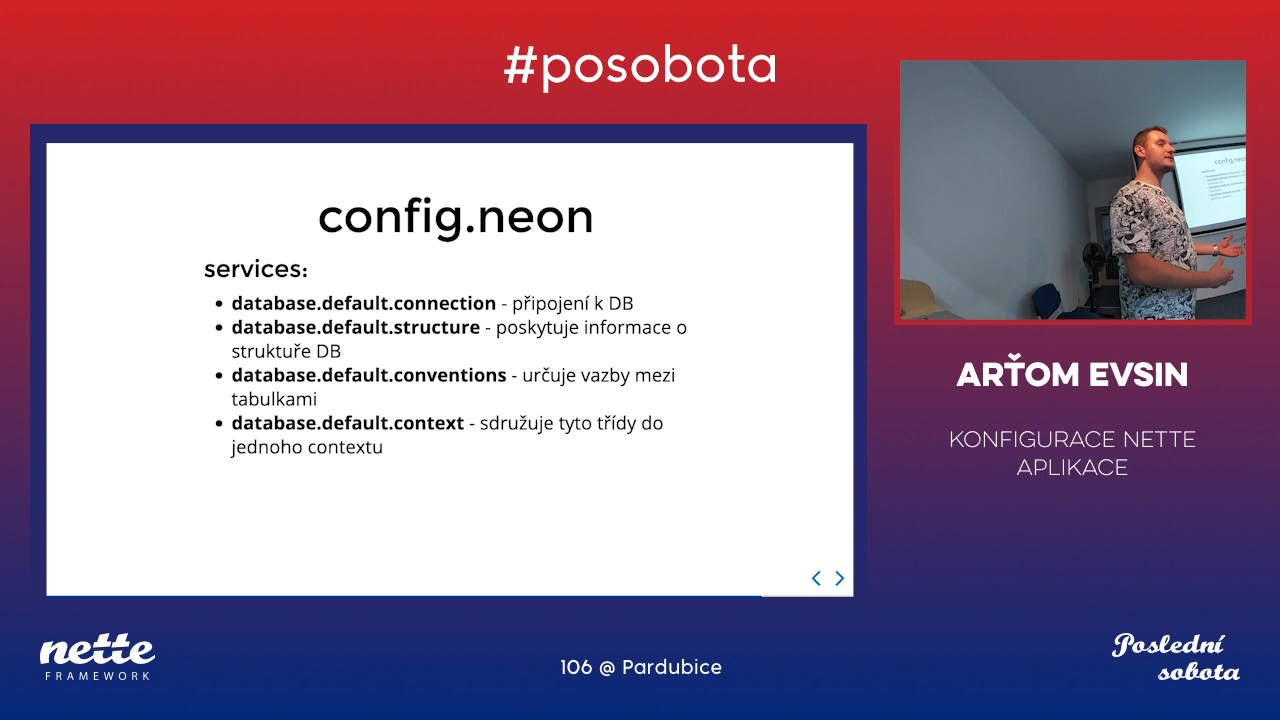 #posobota
config.neon
services:
database.default.connection - připojení k DB
database.default.structure - poskytuje informace o
struktuře DB
database.default.conventions - určuje vazby mezi
tabulkami
database.default.context - sdružuje tyto třídy do
jednoho contextu
config.neon
ARŤOM EVSIN
KONFIGURACE NETTE
APLIKACE
nette
FRAMEWORK
106 @ Pardubice
Poslední
sobota